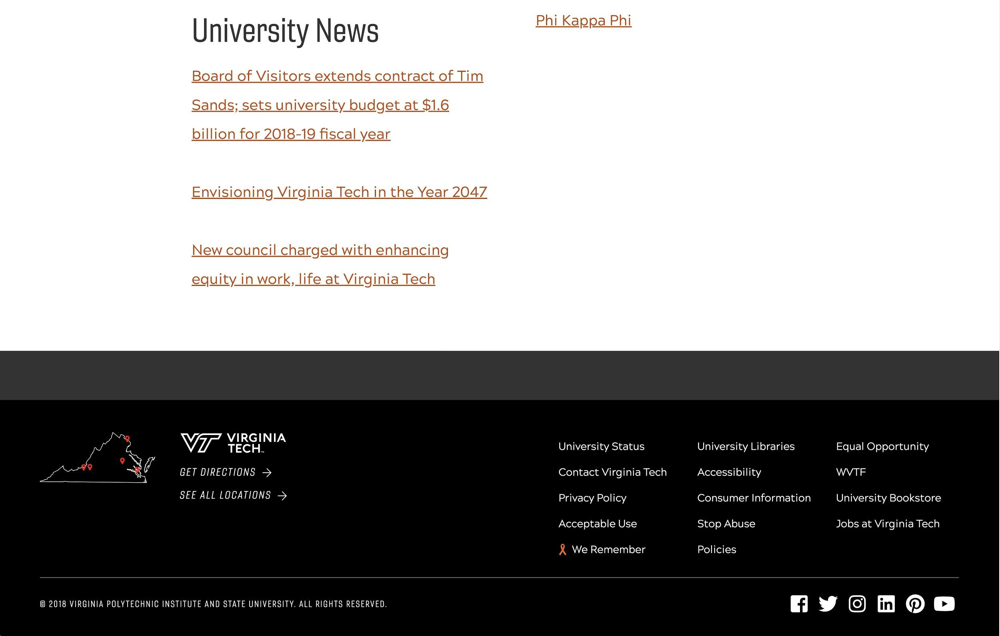 University News
Board of Visitors extends contract of Tim
Sands; sets university budget at $1.6
billion for 2018-19 fiscal year
Envisioning Virginia Tech in the Year 2047
New council charged with enhancing
equity in work, life at Virginia Tech
Phi Kappa Phi
VT VIRGINIA
TECH™
GET DIRECTIONS →
SEE ALL LOCATIONS →
University Status
Contact Virginia Tech
Privacy Policy
Acceptable Use
We Remember
University Libraries
Accessibility
Consumer Information
Stop Abuse
Policies
Equal Opportunity
WVTF
University Bookstore
Jobs at Virginia Tech
© 2018 VIRGINIA POLYTECHNIC INSTITUTE AND STATE UNIVERSITY. ALL RIGHTS RESERVED.